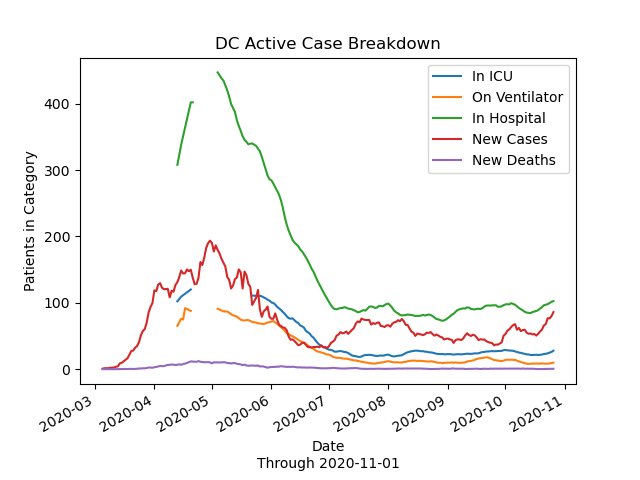 DC Active Case Breakdown
Patients in Category
400
300
200
100
0
In ICU
On Ventilator
In Hospital
New Cases
New Deaths
2020-03
2020-04
2020-05
2020-06
2020-07
2020-08
2020-09
2020-10
2020-11
Date
Through 2020-11-01